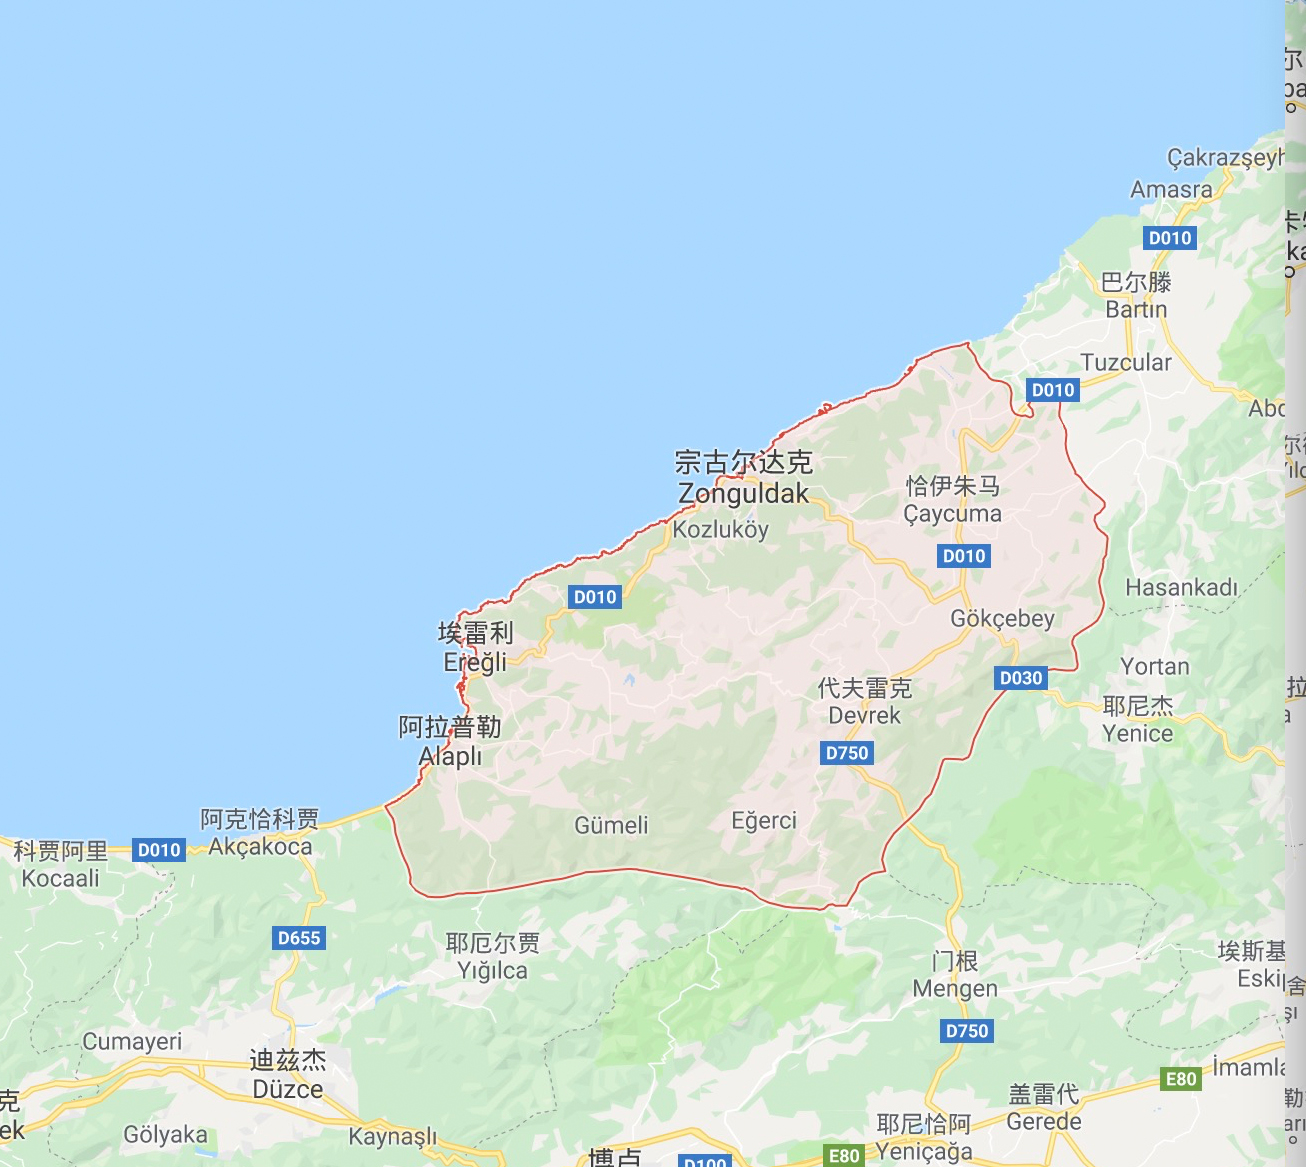 Çakrazşeyh
Amasra
D010
巴尔滕
Bartın
Tuzcular
D010
宗古尔达克
Zonguldak
恰伊朱马
Çaycuma
Kozluköy
D010
D010
Hasankadı
Gökçebey
埃雷利
Ereğli
Yortan
D030
代夫雷克
Devrek
耶尼杰
Yenice
阿拉普勒
Alaplı
D750
阿克恰科贾
Akçakoca
Gümeli
Eğerci
科贾阿里
Kocaali
D010
D655
耶厄尔贾
Yığılca
门根
Mengen
埃斯基
Eski
D750
Cumayeri
迪兹杰
Düzce
İmamla
E80
盖雷代
Gerede
克
ek
Gölyaka
Kaynaşlı
耶尼恰阿
Yeniçağa
E80
博卢
D100